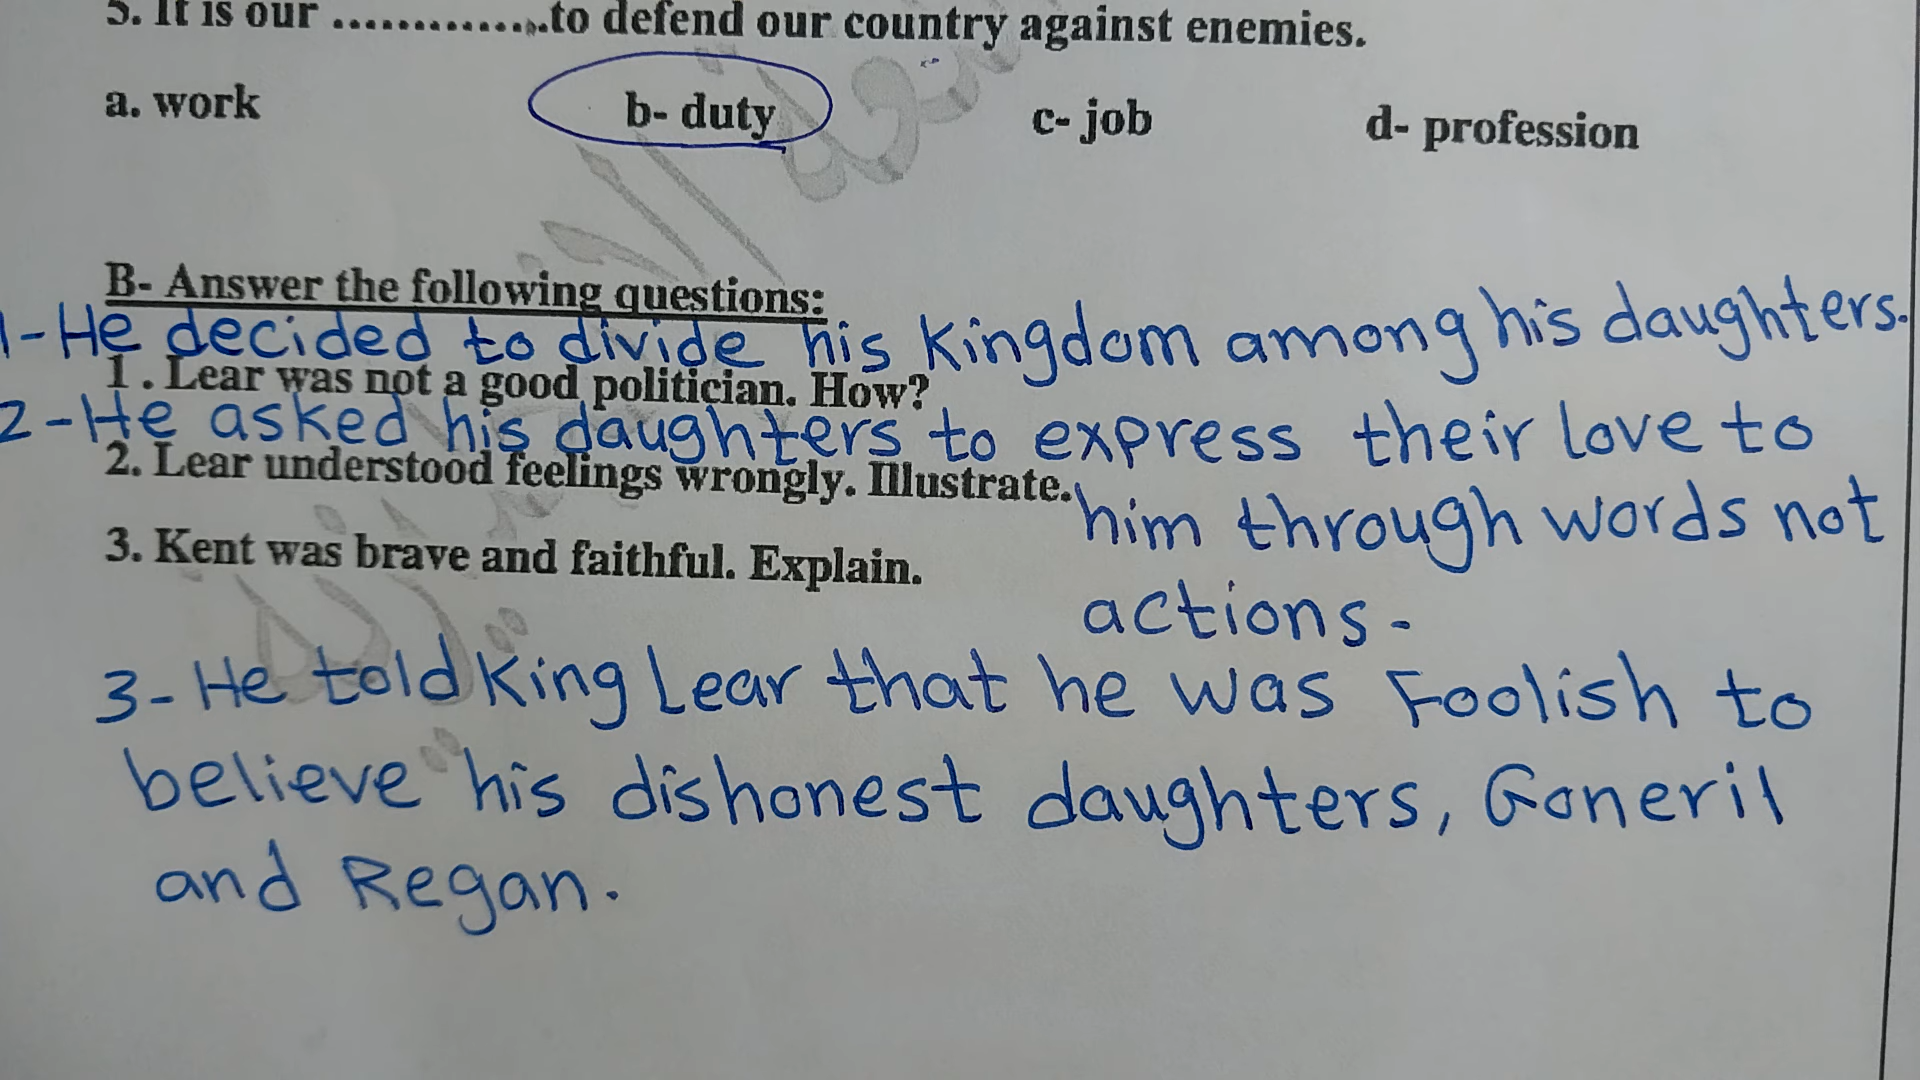 5. It is our ..............to defend our country against enemies.
a. work b- duty c- job d- profession
B- Answer the following questions:
1-He decided to divide his kingdom among his daughters.
1. Lear was not a good politician. How?
2-He asked his daughters to express their love to
2. Lear understood feelings wrongly. Illustrate.
him through words not
3. Kent was brave and faithful. Explain.
actions.
3- He told King Lear that he was Foolish to
believe his dishonest daughters, Goneril
and Regan.